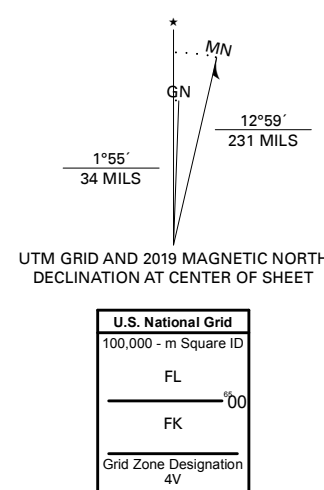 ★
MN
GN
12°59´
231 MILS
1°55´
34 MILS
UTM GRID AND 2019 MAGNETIC NORTH
DECLINATION AT CENTER OF SHEET
U.S. National Grid
100,000 - m Square ID
FL
⁶⁵00
FK
Grid Zone Designation
4V